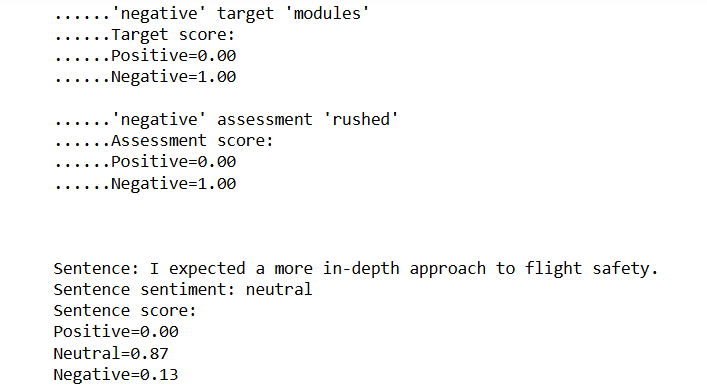 ......'negative' target 'modules'
......Target score:
......Positive=0.00
......Negative=1.00
......'negative' assessment 'rushed'
......Assessment score:
......Positive=0.00
......Negative=1.00
Sentence: I expected a more in-depth approach to flight safety.
Sentence sentiment: neutral
Sentence score:
Positive=0.00
Neutral=0.87
Negative=0.13